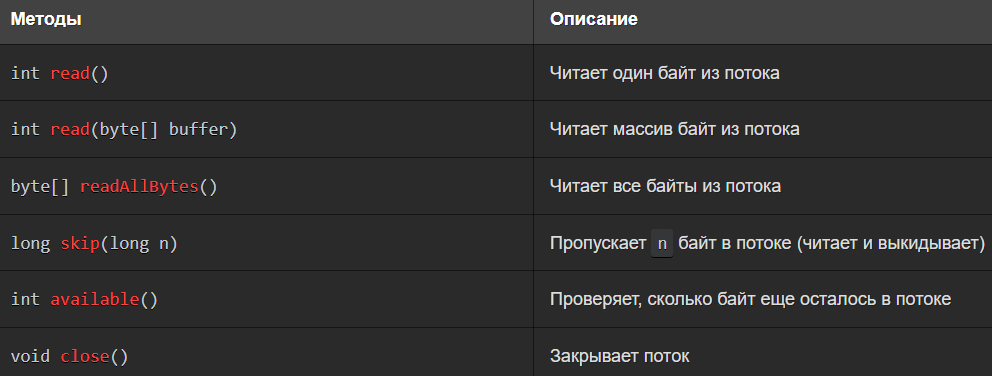 Методы Описание
int read() Читает один байт из потока
int read(byte[] buffer) Читает массив байт из потока
byte[] readAllBytes() Читает все байты из потока
long skip(long n) Пропускает n байт в потоке (читает и выкидывает)
int available() Проверяет, сколько байт еще осталось в потоке
void close() Закрывает поток